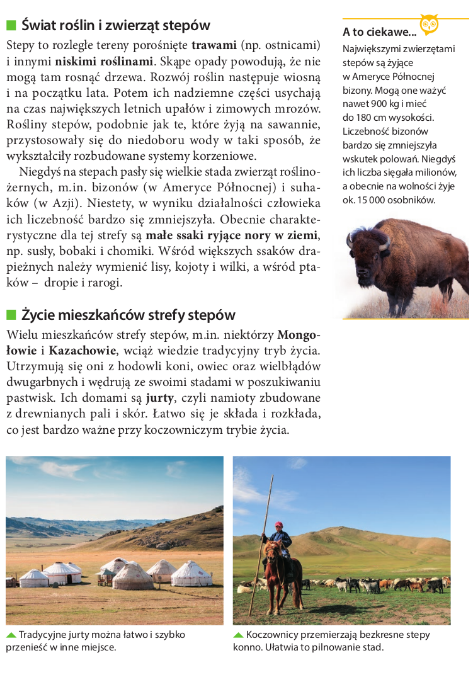 Świat roślin i zwierząt stepów
Stepy to rozległe tereny porośnięte trawami (np. ostnicami)
i innymi niskimi roślinami. Skąpe opady powodują, że nie
mogą tam rosnąć drzewa. Rozwój roślin następuje wiosną
i na początku lata. Potem ich nadziemne części usychają
na czas największych letnich upałów i zimowych mrozów.
Rośliny stepów, podobnie jak te, które żyją na sawannie,
przystosowały się do niedoboru wody w taki sposób, że
wykształciły rozbudowane systemy korzeniowe.
Niegdyś na stepach pasły się wielkie stada zwierząt roślino-
żernych, m.in. bizonów (w Ameryce Północnej) i suha-
ków (w Azji). Niestety, w wyniku działalności człowieka
ich liczebność bardzo się zmniejszyła. Obecnie charakte-
rystyczne dla tej strefy są małe ssaki ryjące nory w ziemi,
np. susły, bobaki i chomiki. Wśród większych ssaków dra-
pieżnych należy wymienić lisy, kojoty i wilki, a wśród pta-
ków – dropie i rarogi.
Życie mieszkańców strefy stepów
Wielu mieszkańców strefy stepów, m.in. niektórzy Mongo-
łowie i Kazachowie, wciąż wiedzie tradycyjny tryb życia.
Utrzymują się oni z hodowli koni, owiec oraz wielbłądów
dwugarbnych i wędrują ze swoimi stadami w poszukiwaniu
pastwisk. Ich domami są jurty, czyli namioty zbudowane
z drewnianych pali i skór. Łatwo się je składa i rozkłada,
co jest bardzo ważne przy koczowniczym trybie życia.
A to ciekawe...
Największymi zwierzętami
stepów są żyjące
w Ameryce Północnej
bizony. Mogą one ważyć
nawet 900 kg i mieć
do 180 cm wysokości.
Liczebność bizonów
bardzo się zmniejszyła
wskutek polowań. Niegdyś
ich liczba sięgała milionów,
a obecnie na wolności żyje
ok. 15 000 osobników.
Tradycyjne jurty można łatwo i szybko
przenieść w inne miejsce.
Koczownicy przemierzają bezkresne stepy
konno. Ułatwia to pilnowanie stad.